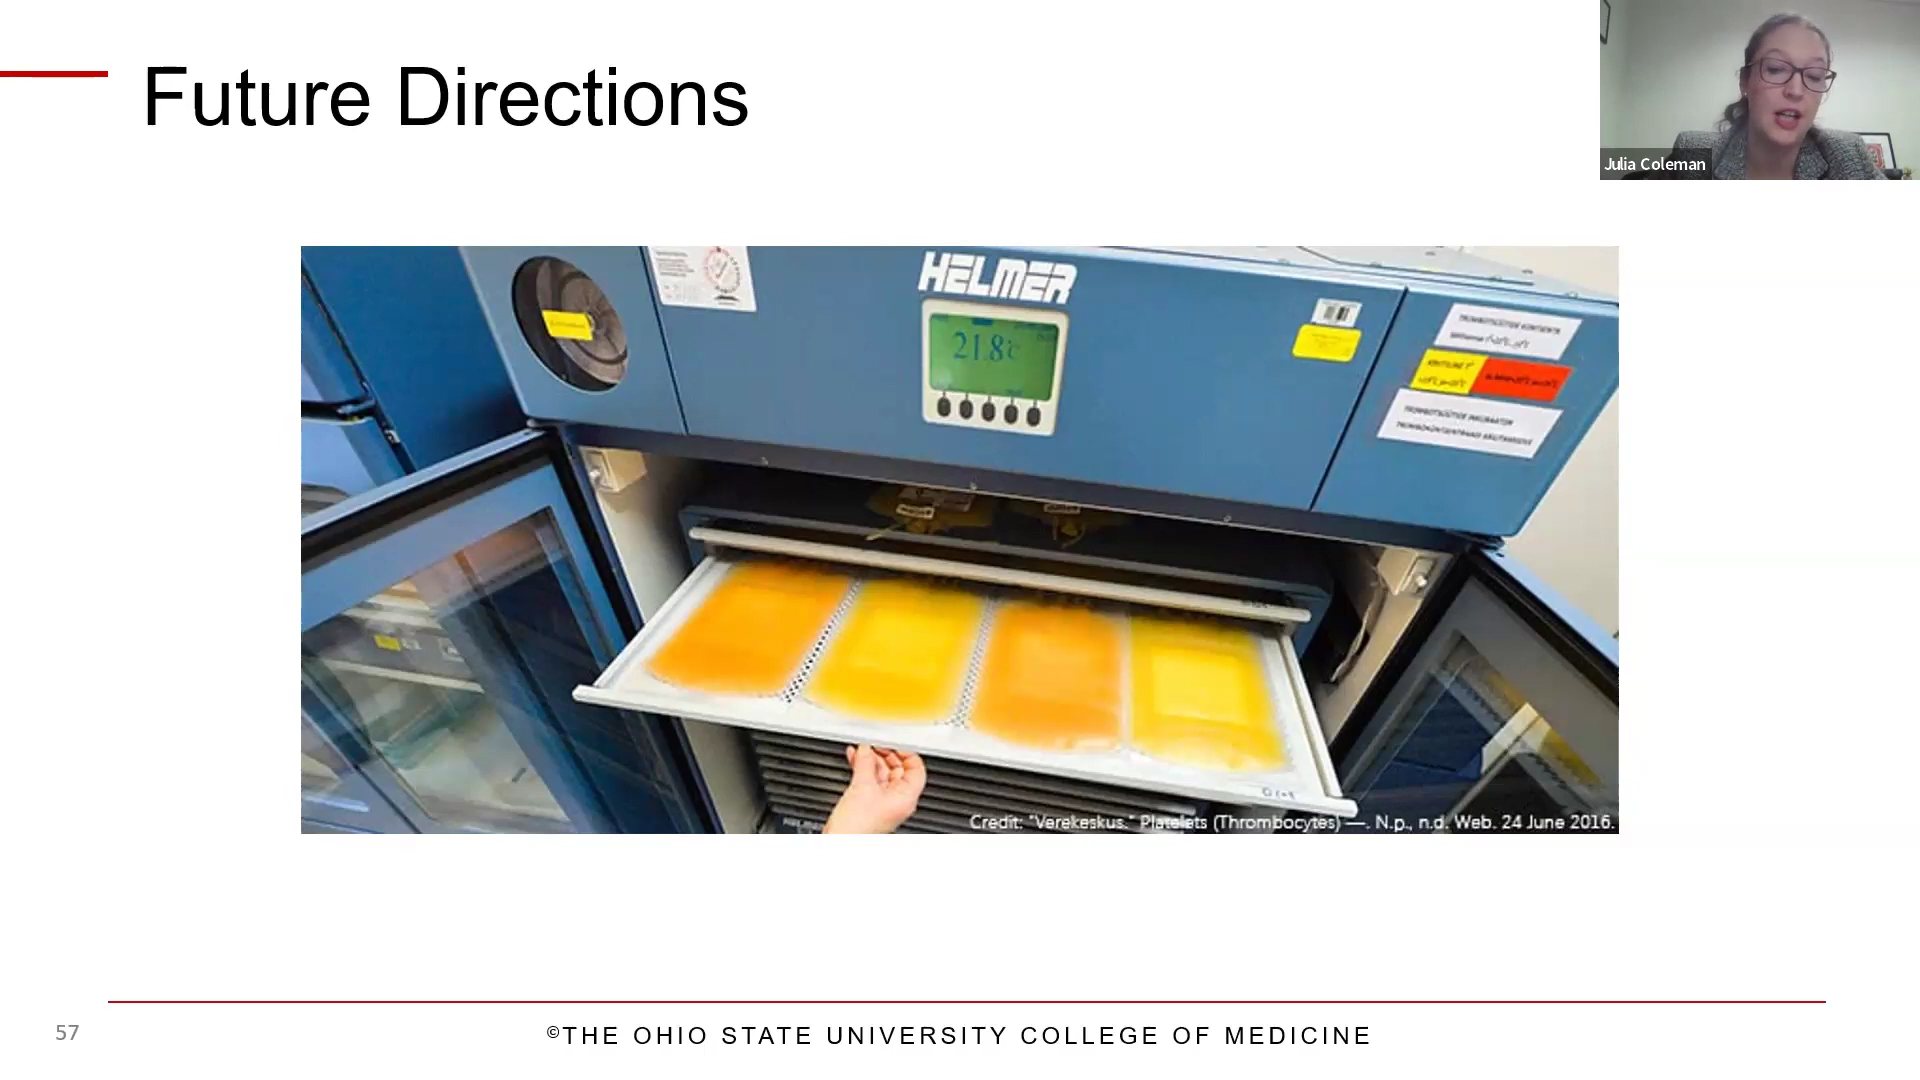 Future Directions
Julia Coleman
HELMER
21.8c
Credit: "Verekeskus." Platelets (Thrombocytes) —. N.p., n.d. Web. 24 June 2016.
57
©THE OHIO STATE UNIVERSITY COLLEGE OF MEDICINE